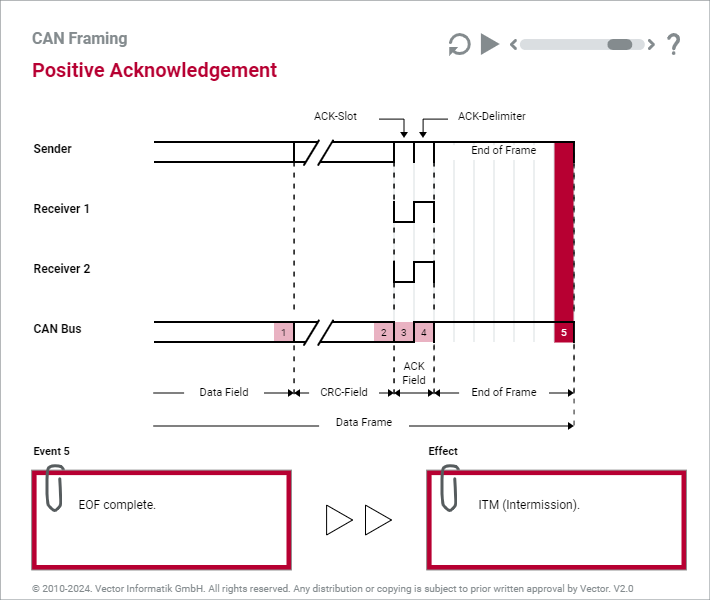 CAN Framing
?
Positive Acknowledgement
ACK-Slot
ACK-Delimiter
Sender
End of Frame
Receiver 1
Receiver 2
CAN Bus
1
2
3
4
5
ACK
Field
Data Field
CRC-Field
End of Frame
Data Frame
Event 5
Effect
EOF complete.
ITM (Intermission).
© 2010-2024. Vector Informatik GmbH. All rights reserved. Any distribution or copying is subject to prior written approval by Vector. V2.0